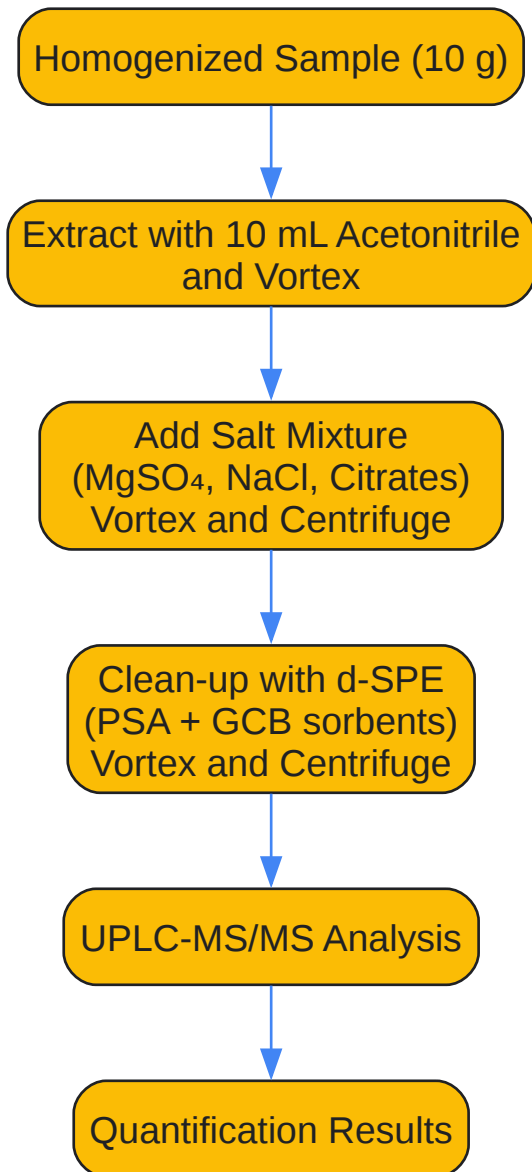 Homogenized Sample (10 g)
Extract with 10 mL Acetonitrile
and Vortex
Add Salt Mixture
(MgSO₄, NaCl, Citrates)
Vortex and Centrifuge
Clean-up with d-SPE
(PSA + GCB sorbents)
Vortex and Centrifuge
UPLC-MS/MS Analysis
Quantification Results